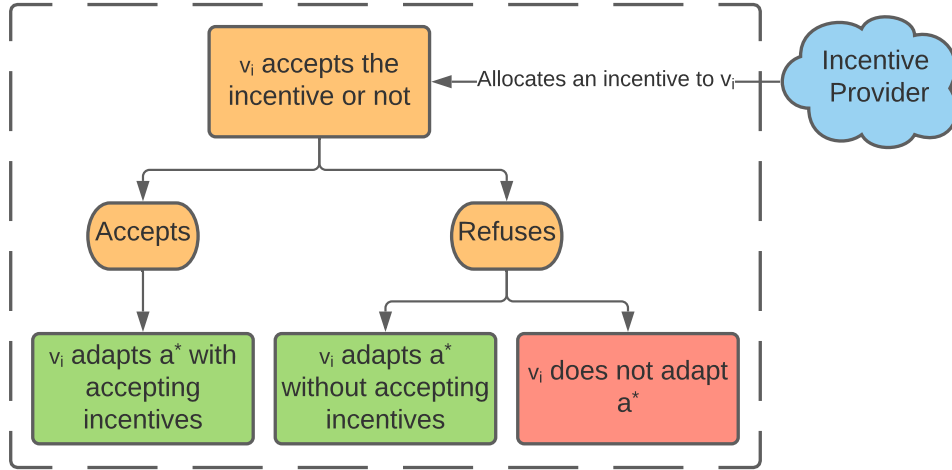 vᵢ accepts the
incentive or not
Allocates an incentive to vᵢ
Incentive
Provider
Accepts
Refuses
vᵢ adapts a* with
accepting
incentives
vᵢ adapts a*
without accepting
incentives
vᵢ does not adapt
a*